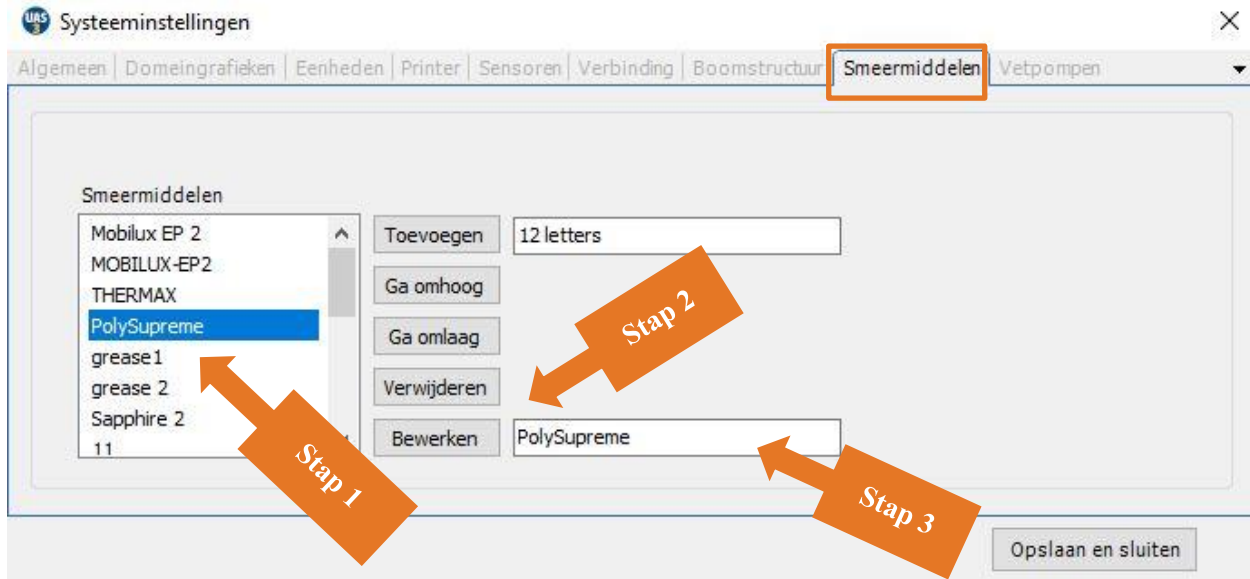 UAS
3
Systeeminstellingen
Algemeen Domeingrafieken Eenheden Printer Sensoren Verbinding Boomstructuur Smeermiddelen Vetpompen
Smeermiddelen
Mobilux EP 2
MOBILUX-EP2
THERMAX
PolySupreme
grease1
grease 2
Sapphire 2
11
Toevoegen 12 letters
Ga omhoog
Ga omlaag
Verwijderen
Bewerken PolySupreme
Stap 1
Stap 2
Stap 3
Opslaan en sluiten